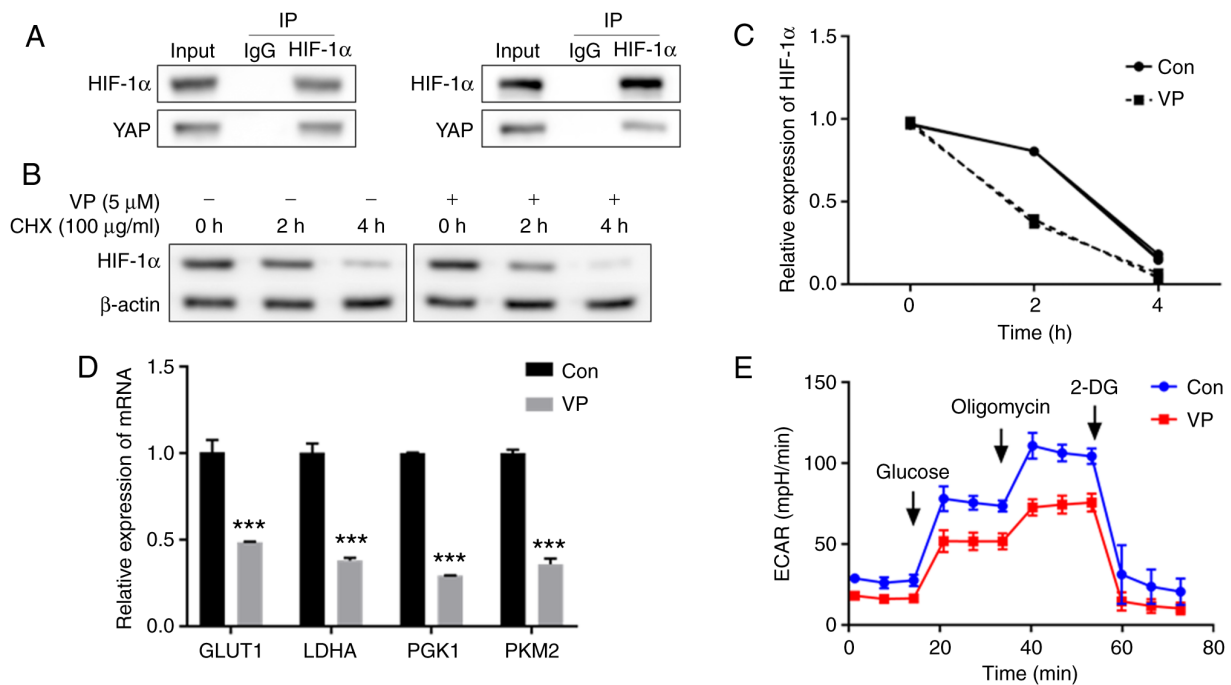 A
IP
Input IgG HIF-1α
HIF-1α
YAP
IP
Input IgG HIF-1α
HIF-1α
YAP
B
VP (5 μM) − − − + + +
CHX (100 μg/ml) 0 h 2 h 4 h 0 h 2 h 4 h
HIF-1α
β-actin
C
Relative expression of HIF-1α
1.5
1.0
0.5
0.0
0 2 4
Time (h)
Con
VP
D
Relative expression of mRNA
1.5
1.0
0.5
0.0
Con
VP
*** *** *** ***
GLUT1 LDHA PGK1 PKM2
E
ECAR (mpH/min)
150
100
50
0
0 20 40 60 80
Time (min)
Glucose
Oligomycin
2-DG
Con
VP